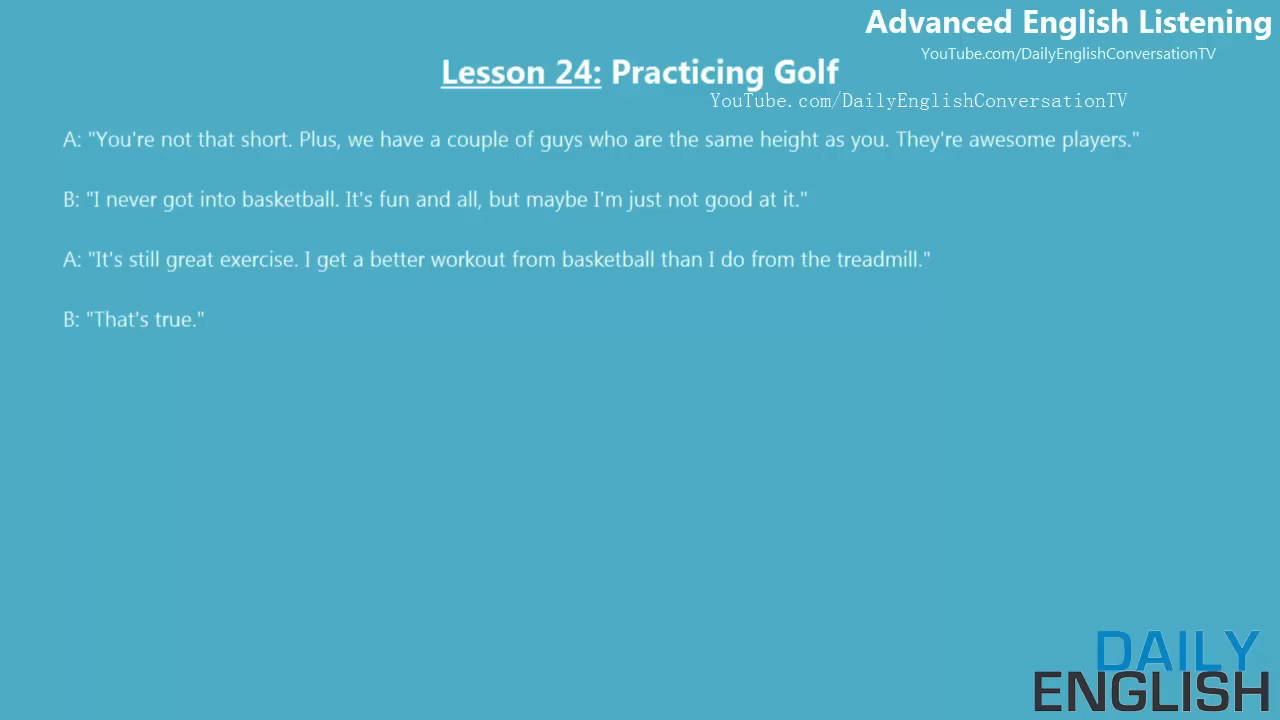 Advanced English Listening
YouTube.com/DailyEnglishConversationTV
Lesson 24: Practicing Golf
YouTube.com/DailyEnglishConversationTV
A: "You're not that short. Plus, we have a couple of guys who are the same height as you. They're awesome players."
B: "I never got into basketball. It's fun and all, but maybe I'm just not good at it."
A: "It's still great exercise. I get a better workout from basketball than I do from the treadmill."
B: "That's true."
DAILY
ENGLISH